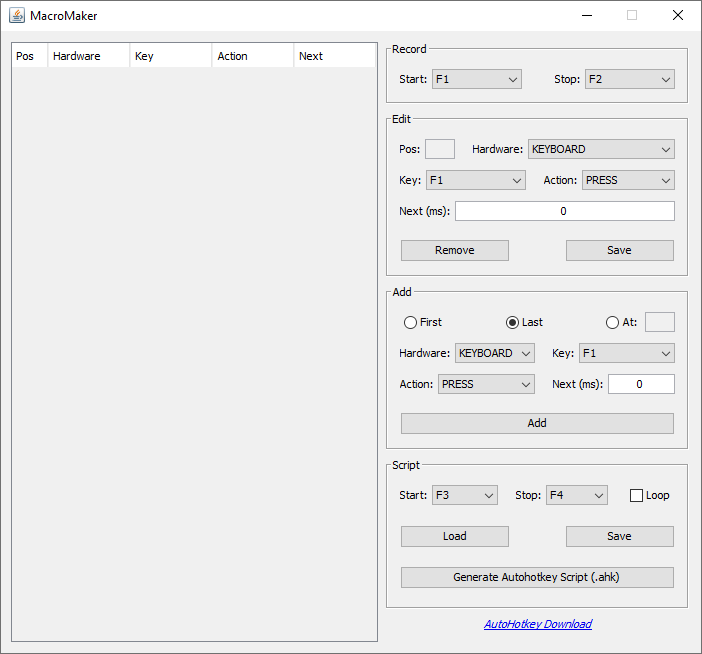 MacroMaker
Pos Hardware Key Action Next
Record
Start: F1 Stop: F2
Edit
Pos: Hardware: KEYBOARD
Key: F1 Action: PRESS
Next (ms): 0
Remove Save
Add
First Last At:
Hardware: KEYBOARD Key: F1
Action: PRESS Next (ms): 0
Add
Script
Start: F3 Stop: F4 Loop
Load Save
Generate Autohotkey Script (.ahk)
AutoHotkey Download